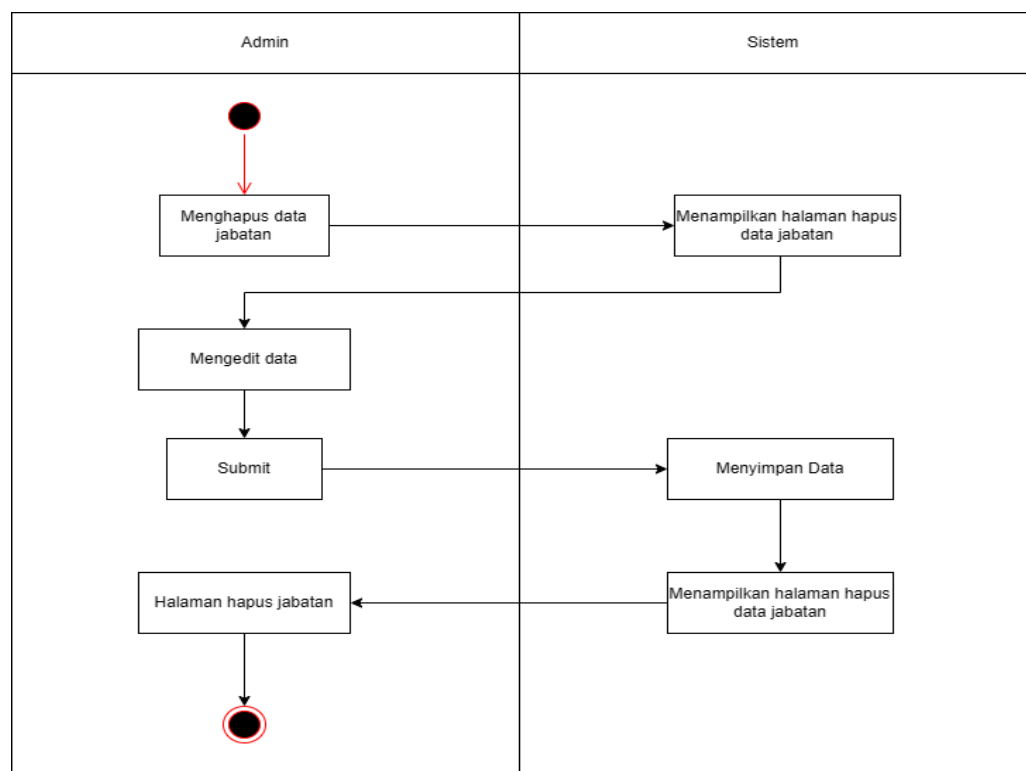 Admin
Sistem
Menghapus data
jabatan
Menampilkan halaman hapus
data jabatan
Mengedit data
Submit
Menyimpan Data
Halaman hapus jabatan
Menampilkan halaman hapus
data jabatan